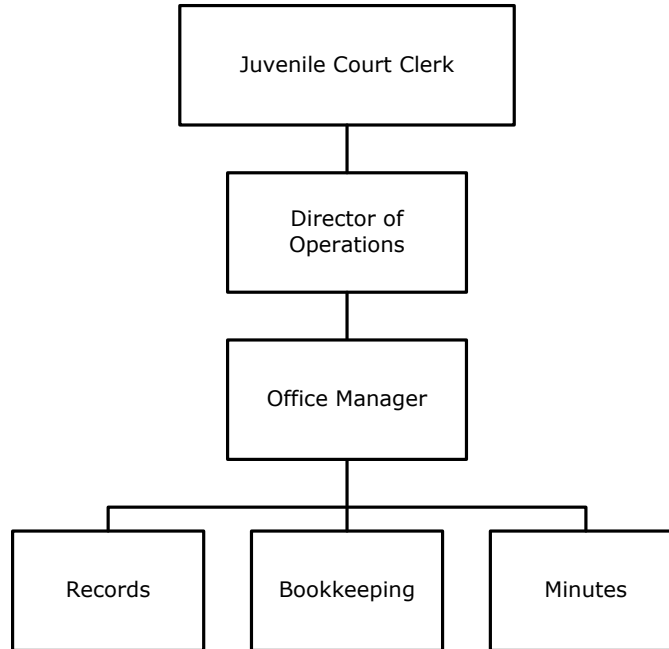 Juvenile Court Clerk
Director of
Operations
Office Manager
Records
Bookkeeping
Minutes